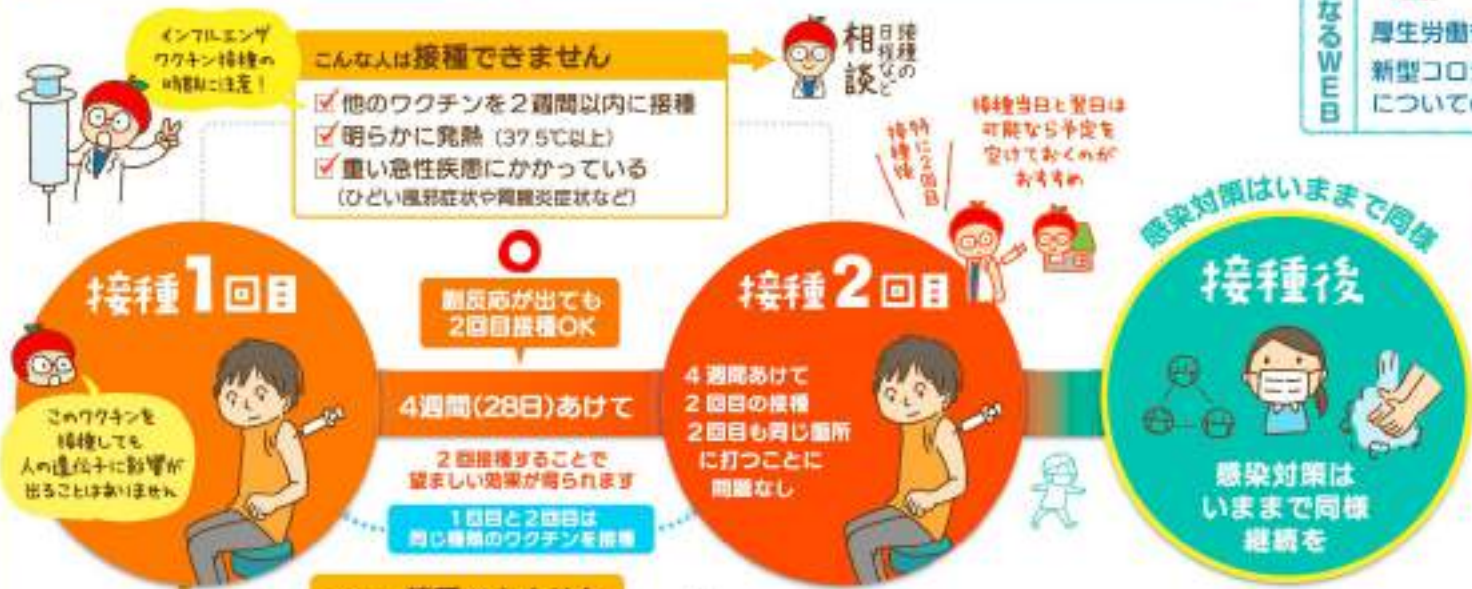 インフルエンザ
ワクチン接種の
時期に注意！
こんな人は接種できません
他のワクチンを２週間以内に接種
明らかに発熱（37.5℃以上）
重い急性疾患にかかっている
（ひどい風邪症状や胃腸炎症状など）
接種の
日程など
相談
なるWEB
厚生労働
新型コロ
について
特に2回目
接種後
接種当日と翌日は
可能なら予定を
空けておくのが
おすすめ
接種1回目
このワクチンを
接種しても
人の遺伝子に影響が
出ることはありません
副反応が出ても
2回目接種OK
4週間(28日)あけて
2回接種することで
望ましい効果が得られます
1回目と2回目は
同じ種類のワクチンを接種
接種2回目
4週間あけて
2回目の接種
2回目も同じ箇所
に打つことに
問題なし
感染対策はいままで同様
接種後
感染対策は
いままで同様
継続を